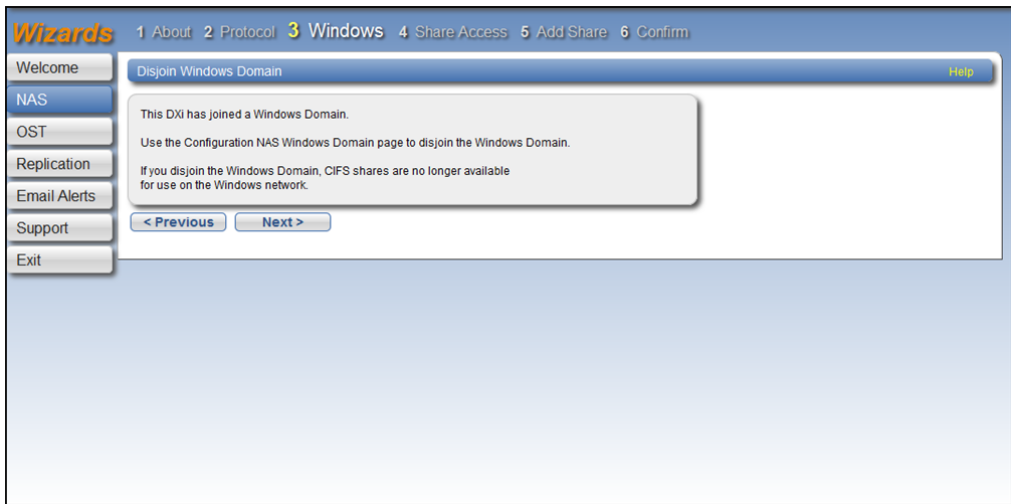 Wizards
1 About 2 Protocol 3 Windows 4 Share Access 5 Add Share 6 Confirm
Welcome
NAS
OST
Replication
Email Alerts
Support
Exit
Disjoin Windows Domain
Help
This DXi has joined a Windows Domain.
Use the Configuration NAS Windows Domain page to disjoin the Windows Domain.
If you disjoin the Windows Domain, CIFS shares are no longer available
for use on the Windows network.
< Previous
Next >